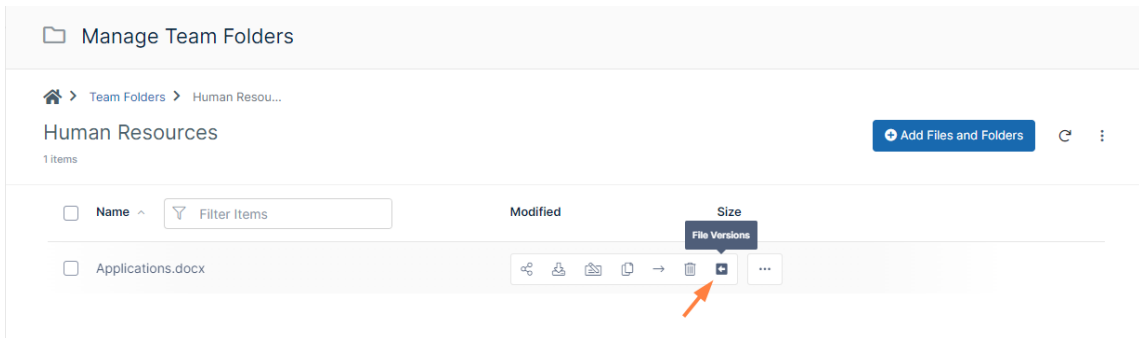 Manage Team Folders
Team Folders > Human Resou...
Human Resources
Add Files and Folders
1 items
Name
Filter Items
Modified
Size
File Versions
Applications.docx